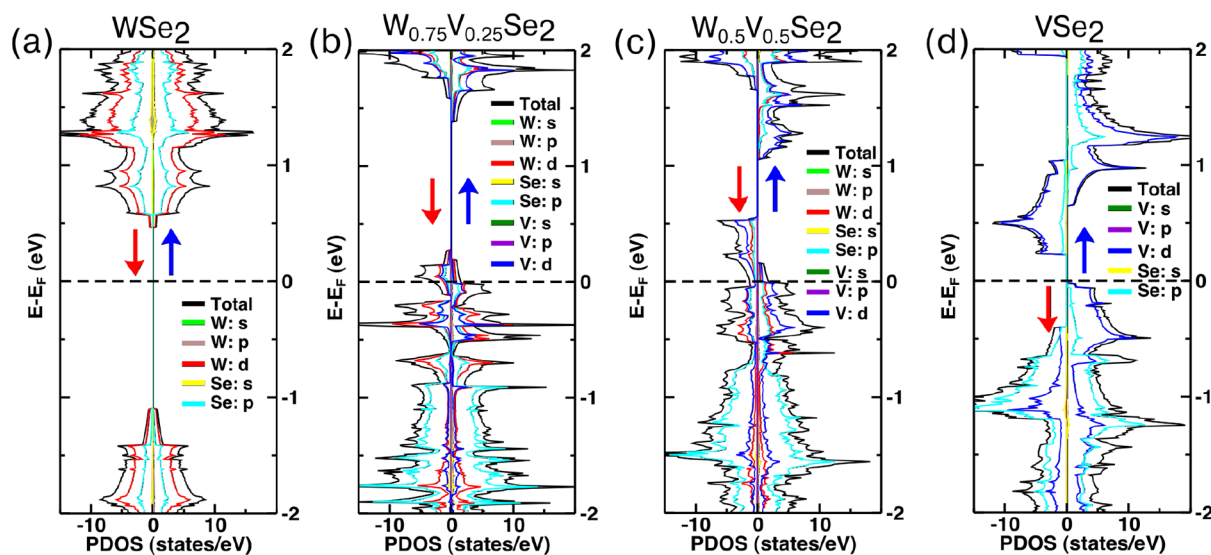 (a)
WSe2
2
1
0
-1
-2
E-EF (eV)
Total
W: s
W: p
W: d
Se: s
Se: p
-10 0 10
PDOS (states/eV)
(b)
W0.75V0.25Se2
2
1
0
-1
-2
E-EF (eV)
Total
W: s
W: p
W: d
Se: s
Se: p
V: s
V: p
V: d
-10 0 10
PDOS (states/eV)
(c)
W0.5V0.5Se2
2
1
0
-1
-2
E-EF (eV)
Total
W: s
W: p
W: d
Se: s
Se: p
V: s
V: p
V: d
-10 0 10
PDOS (states/eV)
(d)
VSe2
2
1
0
-1
-2
E-EF (eV)
Total
V: s
V: p
V: d
Se: s
Se: p
-10 0 10
PDOS (states/eV)